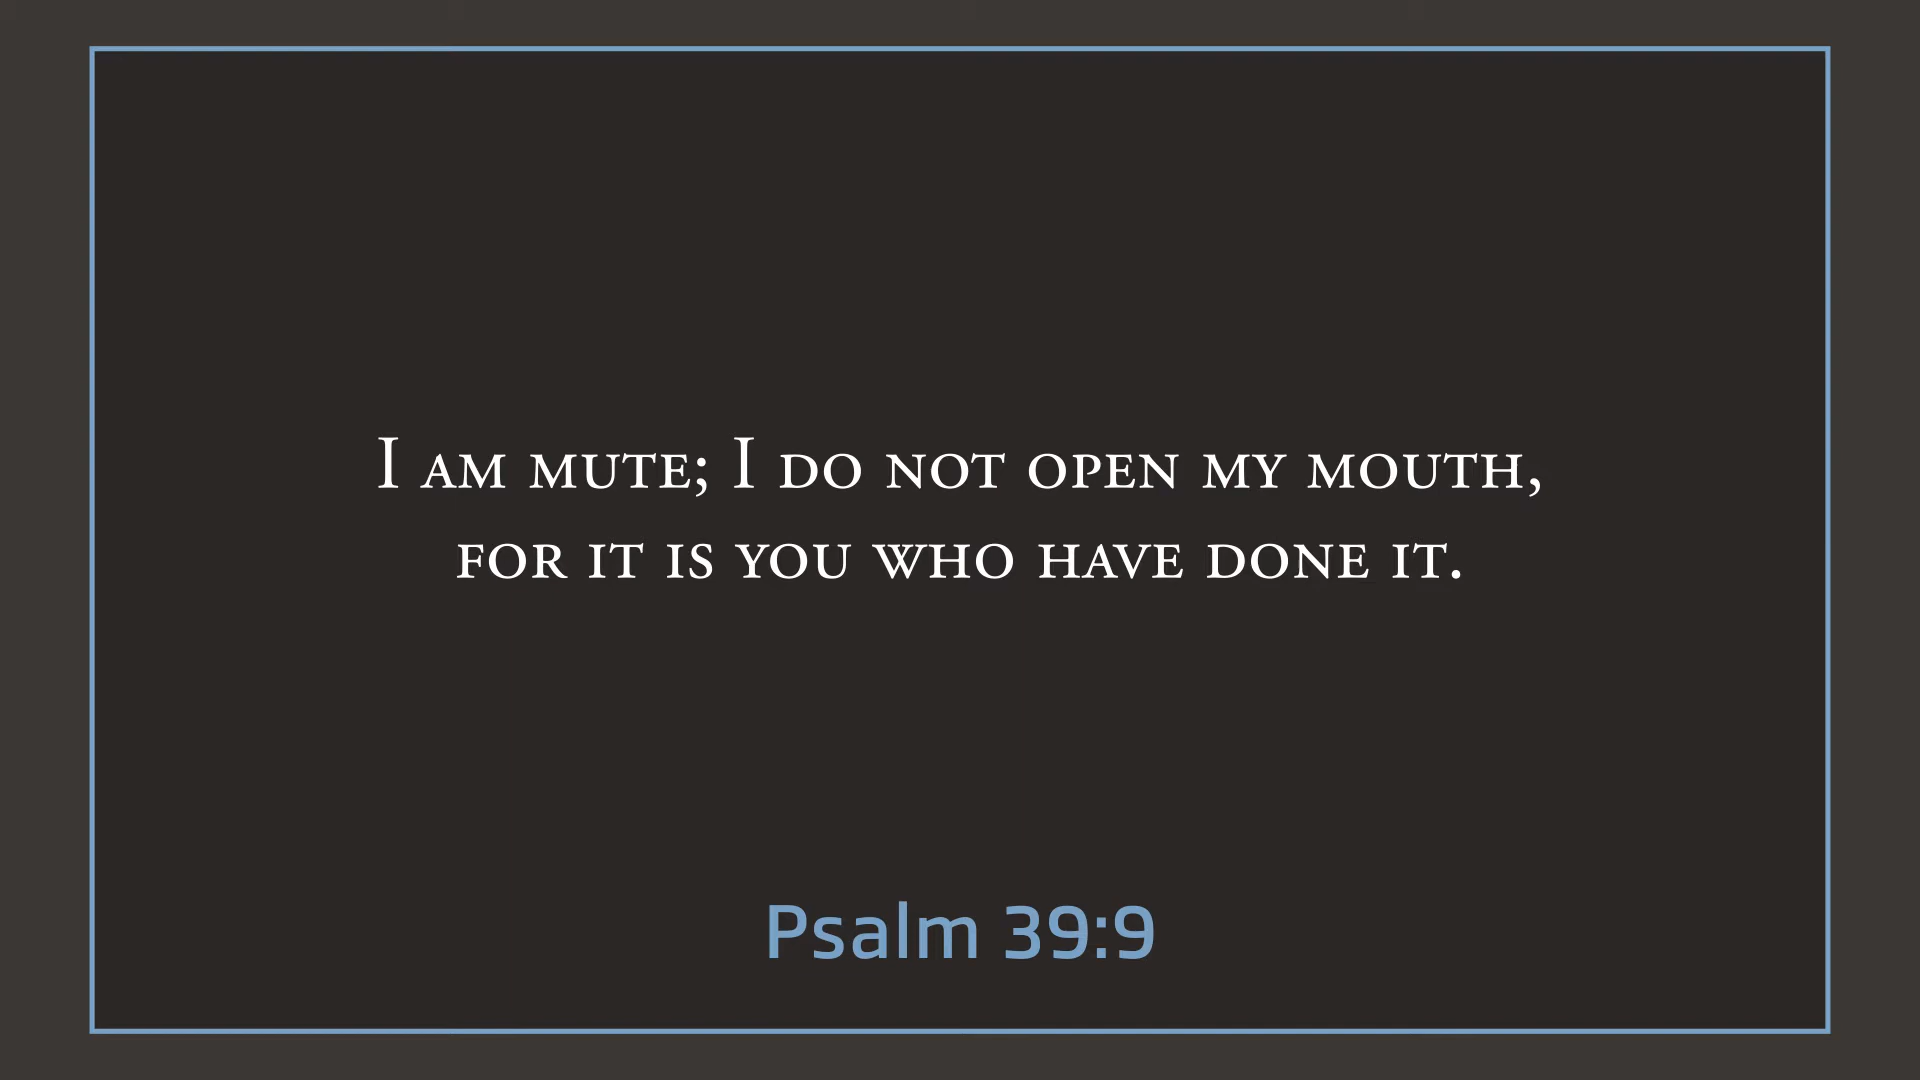 I am mute; I do not open my mouth,
for it is you who have done it.
Psalm 39:9